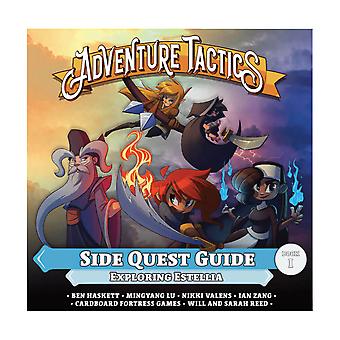 ADVENTURE TACTICS
SIDE QUEST GUIDE
BOOK
I
EXPLORING ESTELLIA
• BEN HASKETT • MINGYANG LU • NIKKI VALENS • IAN ZANG •
• CARDBOARD FORTRESS GAMES • WILL AND SARAH REED •